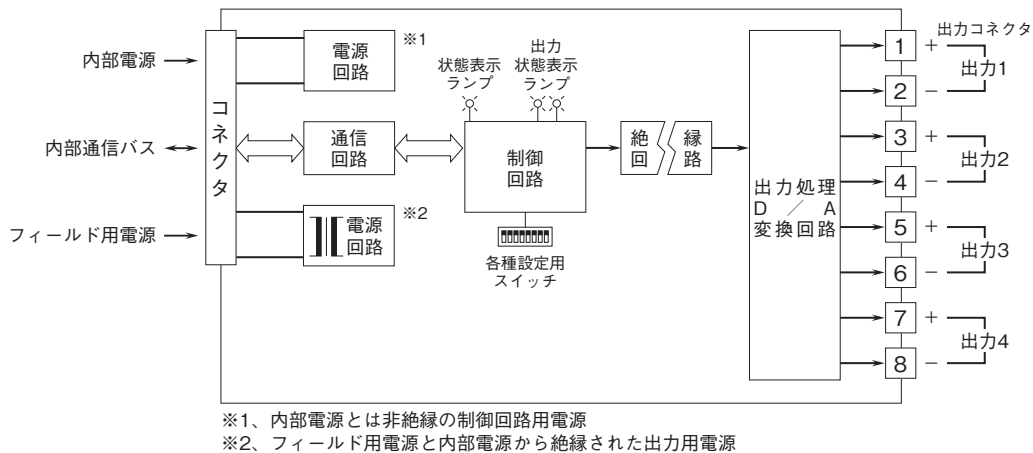 内部電源
内部通信バス
フィールド用電源
コネクタ
電源
回路
※1
通信
回路
電源
回路
※2
状態表示
ランプ
出力
状態表示
ランプ
制御
回路
各種設定用
スイッチ
絶縁
回路
出力処理
D／A
変換回路
出力コネクタ
1 +
2 −
出力1
3 +
4 −
出力2
5 +
6 −
出力3
7 +
8 −
出力4
※1、内部電源とは非絶縁の制御回路用電源
※2、フィールド用電源と内部電源から絶縁された出力用電源